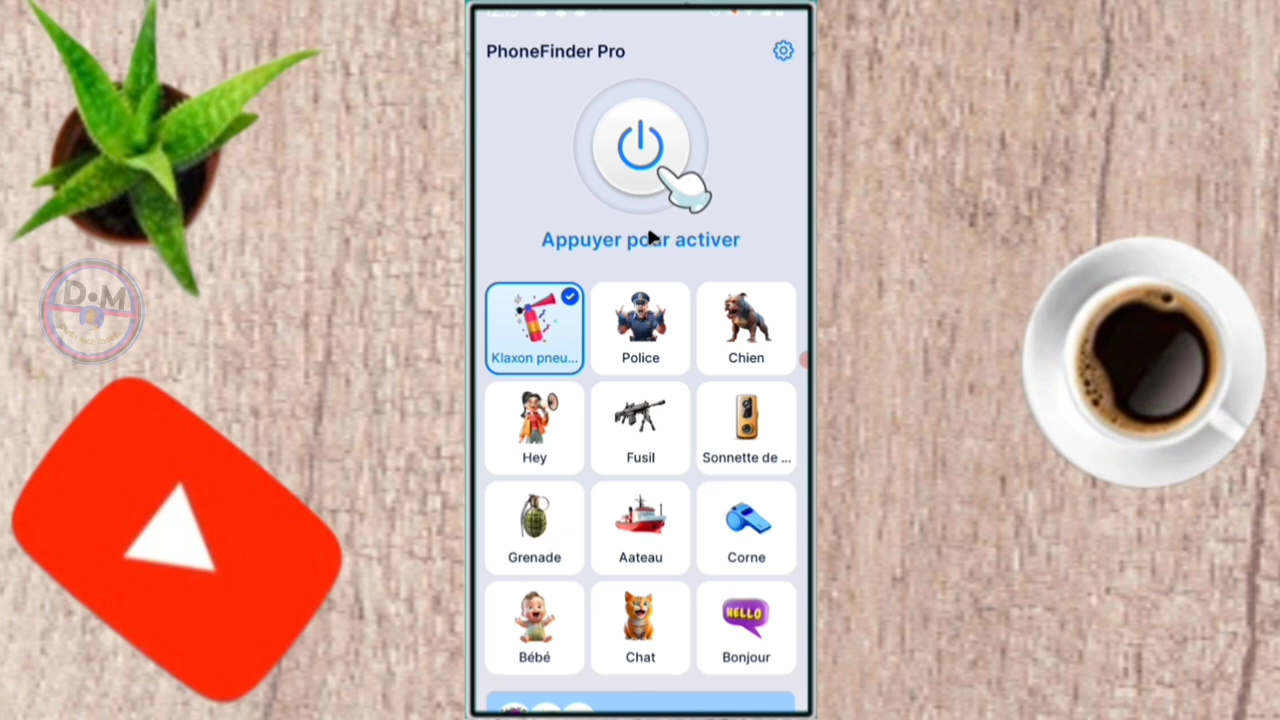 PhoneFinder Pro
Appuyer pour activer
Klaxon pneu...
Police
Chien
Hey
Fusil
Sonnette de ...
Grenade
Aateau
Corne
Bébé
Chat
HELLO
Bonjour
D•M